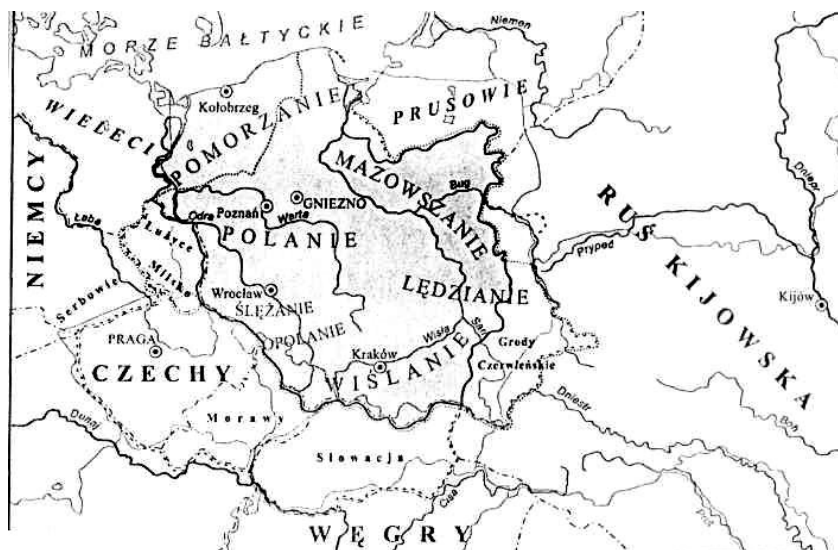 MORZE BAŁTYCKIE
Niemen
Kołobrzeg
PRUSOWIE
WIELECI
POMORZANIE
MAZOWSZANIE
Bug
Dniepr
NIEMCY
GNIEZNO
Poznań
Warta
Odra
Łaba
POLANIE
Łużyce
Milsko
RUŚ KIJOWSKA
Prypeć
LĘDZIANIE
Wrocław
ŚLĘŻANIE
Kijów
Serbowie
OPOLANIE
PRAGA
Wisła
San
Kraków
WIŚLANIE
Grody
Czerwieńskie
CZECHY
Morawy
Dniestr
Boh
Dunaj
Słowacja
Cisa
Prut
WĘGRY